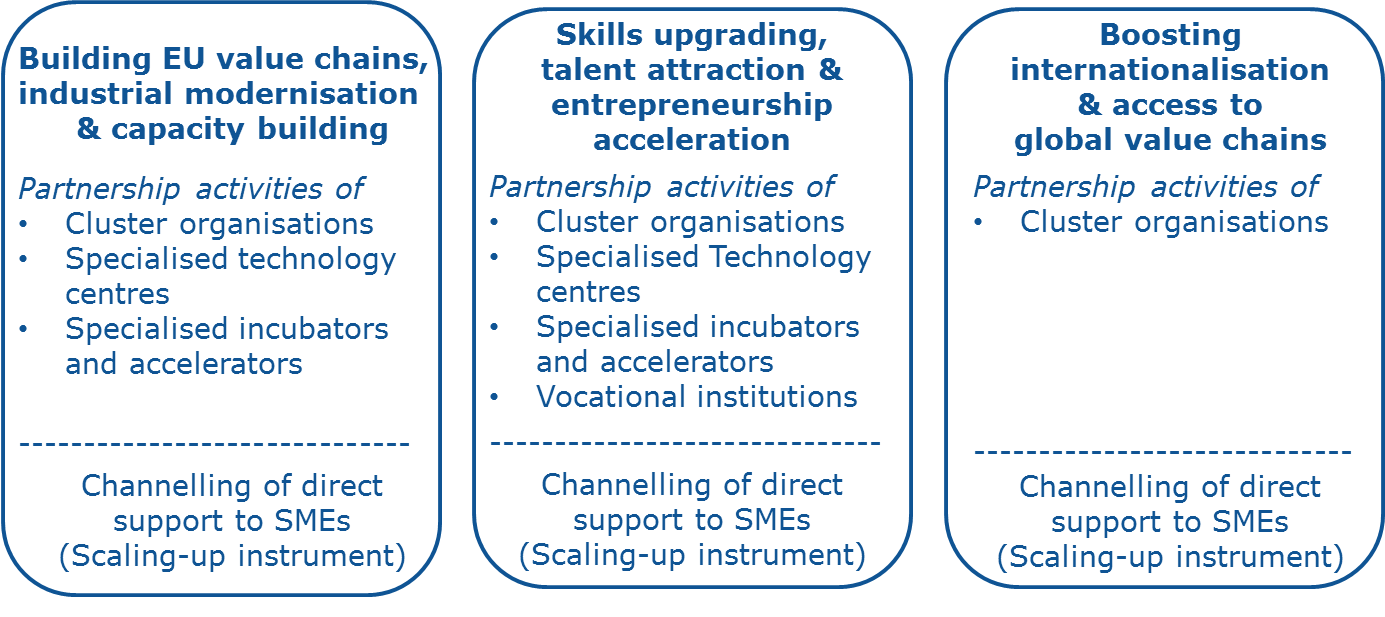 Building EU value chains,
industrial modernisation
& capacity building
Partnership activities of
• Cluster organisations
• Specialised technology
centres
• Specialised incubators
and accelerators
------------------------------
Channelling of direct
support to SMEs
(Scaling-up instrument)
Skills upgrading,
talent attraction &
entrepreneurship
acceleration
Partnership activities of
• Cluster organisations
• Specialised Technology
centres
• Specialised incubators
and accelerators
• Vocational institutions
------------------------------
Channelling of direct
support to SMEs
(Scaling-up instrument)
Boosting
internationalisation
& access to
global value chains
Partnership activities of
• Cluster organisations
-----------------------------
Channelling of direct
support to SMEs
(Scaling-up instrument)